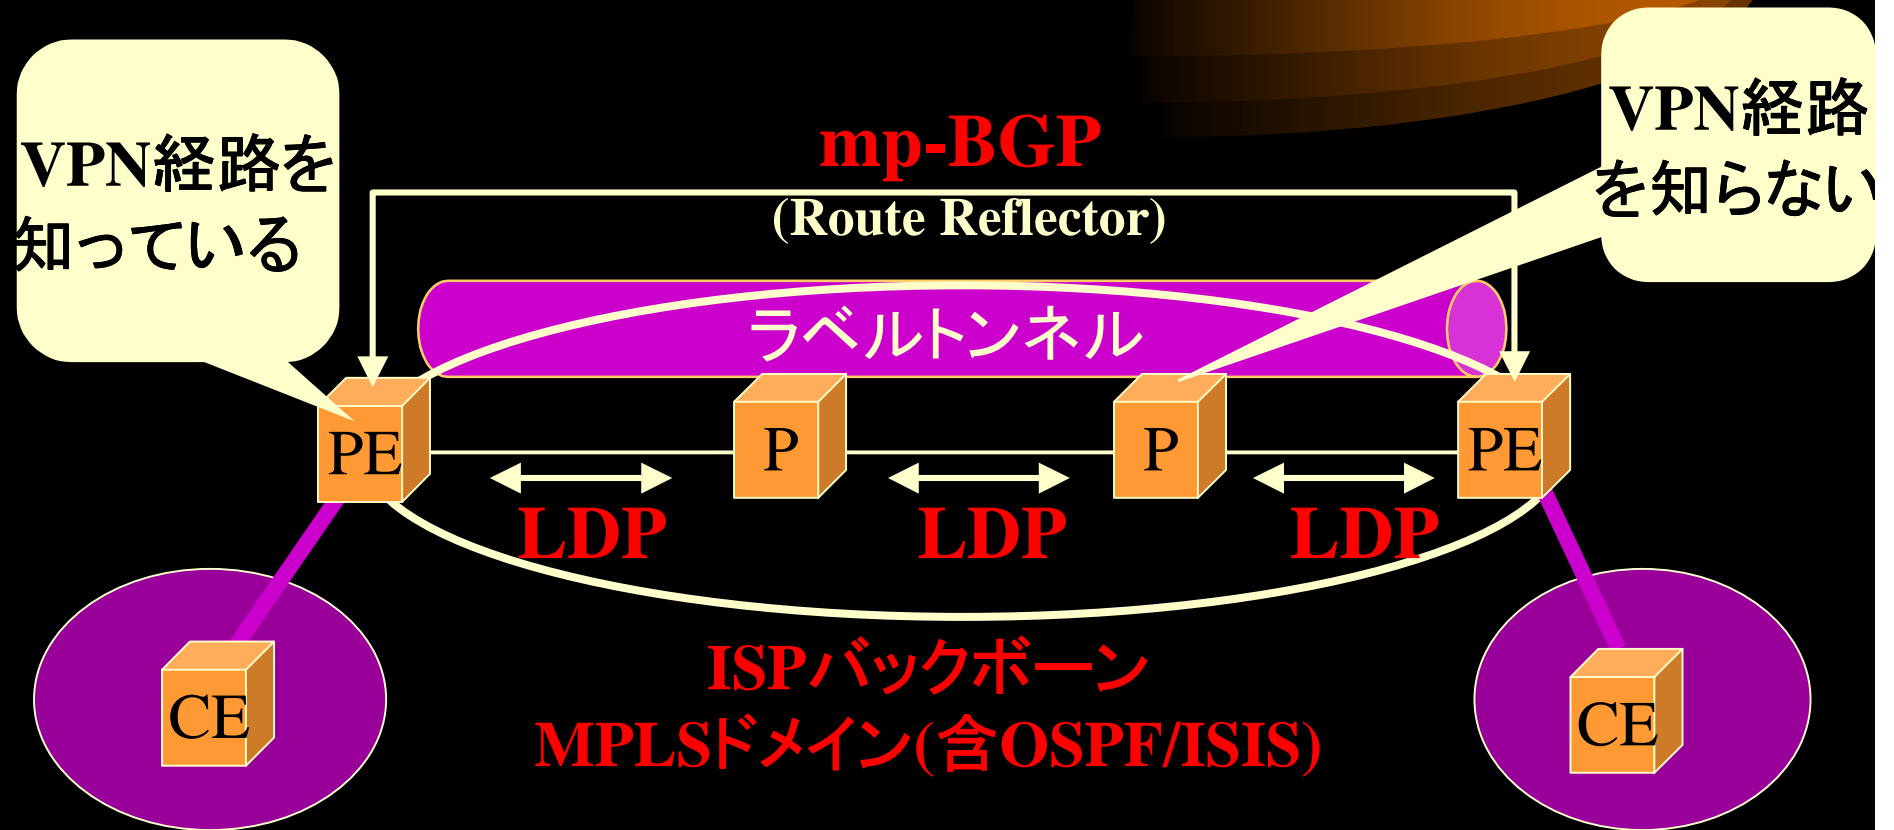 VPN経路を
知っている
mp-BGP
(Route Reflector)
VPN経路
を知らない
ラベルトンネル
PE
P
P
PE
LDP
LDP
LDP
CE
ISPバックボーン
MPLSドメイン(含OSPF/ISIS)
CE